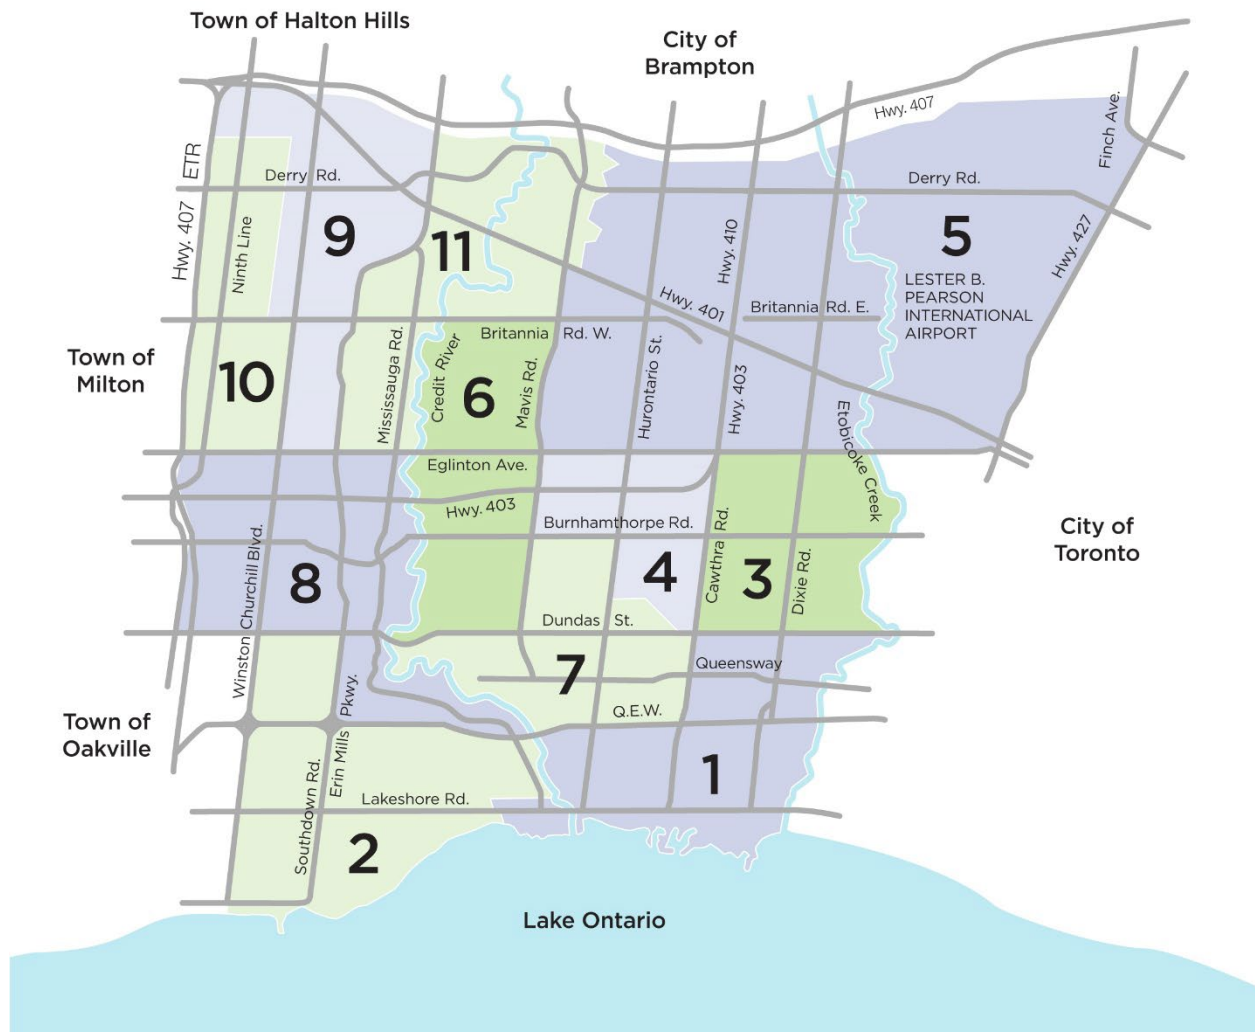 Town of Halton Hills
City of
Brampton
Hwy. 407
Finch Ave.
ETR
Hwy. 407
Derry Rd.
Derry Rd.
Ninth Line
9
11
5
Hwy. 410
Hwy. 427
LESTER B.
PEARSON
INTERNATIONAL
AIRPORT
Hwy. 401
Britannia Rd. E.
Town of
Milton
10
Mississauga Rd.
Credit River
Britannia Rd. W.
6
Mavis Rd.
Hurontario St.
Hwy. 403
Etobicoke Creek
Eglinton Ave.
Hwy. 403
Burnhamthorpe Rd.
City of
Toronto
Winston Churchill Blvd.
8
4
Cawthra Rd.
3
Dixie Rd.
Dundas St.
7
Queensway
Town of
Oakville
Erin Mills Pkwy.
Q.E.W.
1
Southdown Rd.
Lakeshore Rd.
2
Lake Ontario